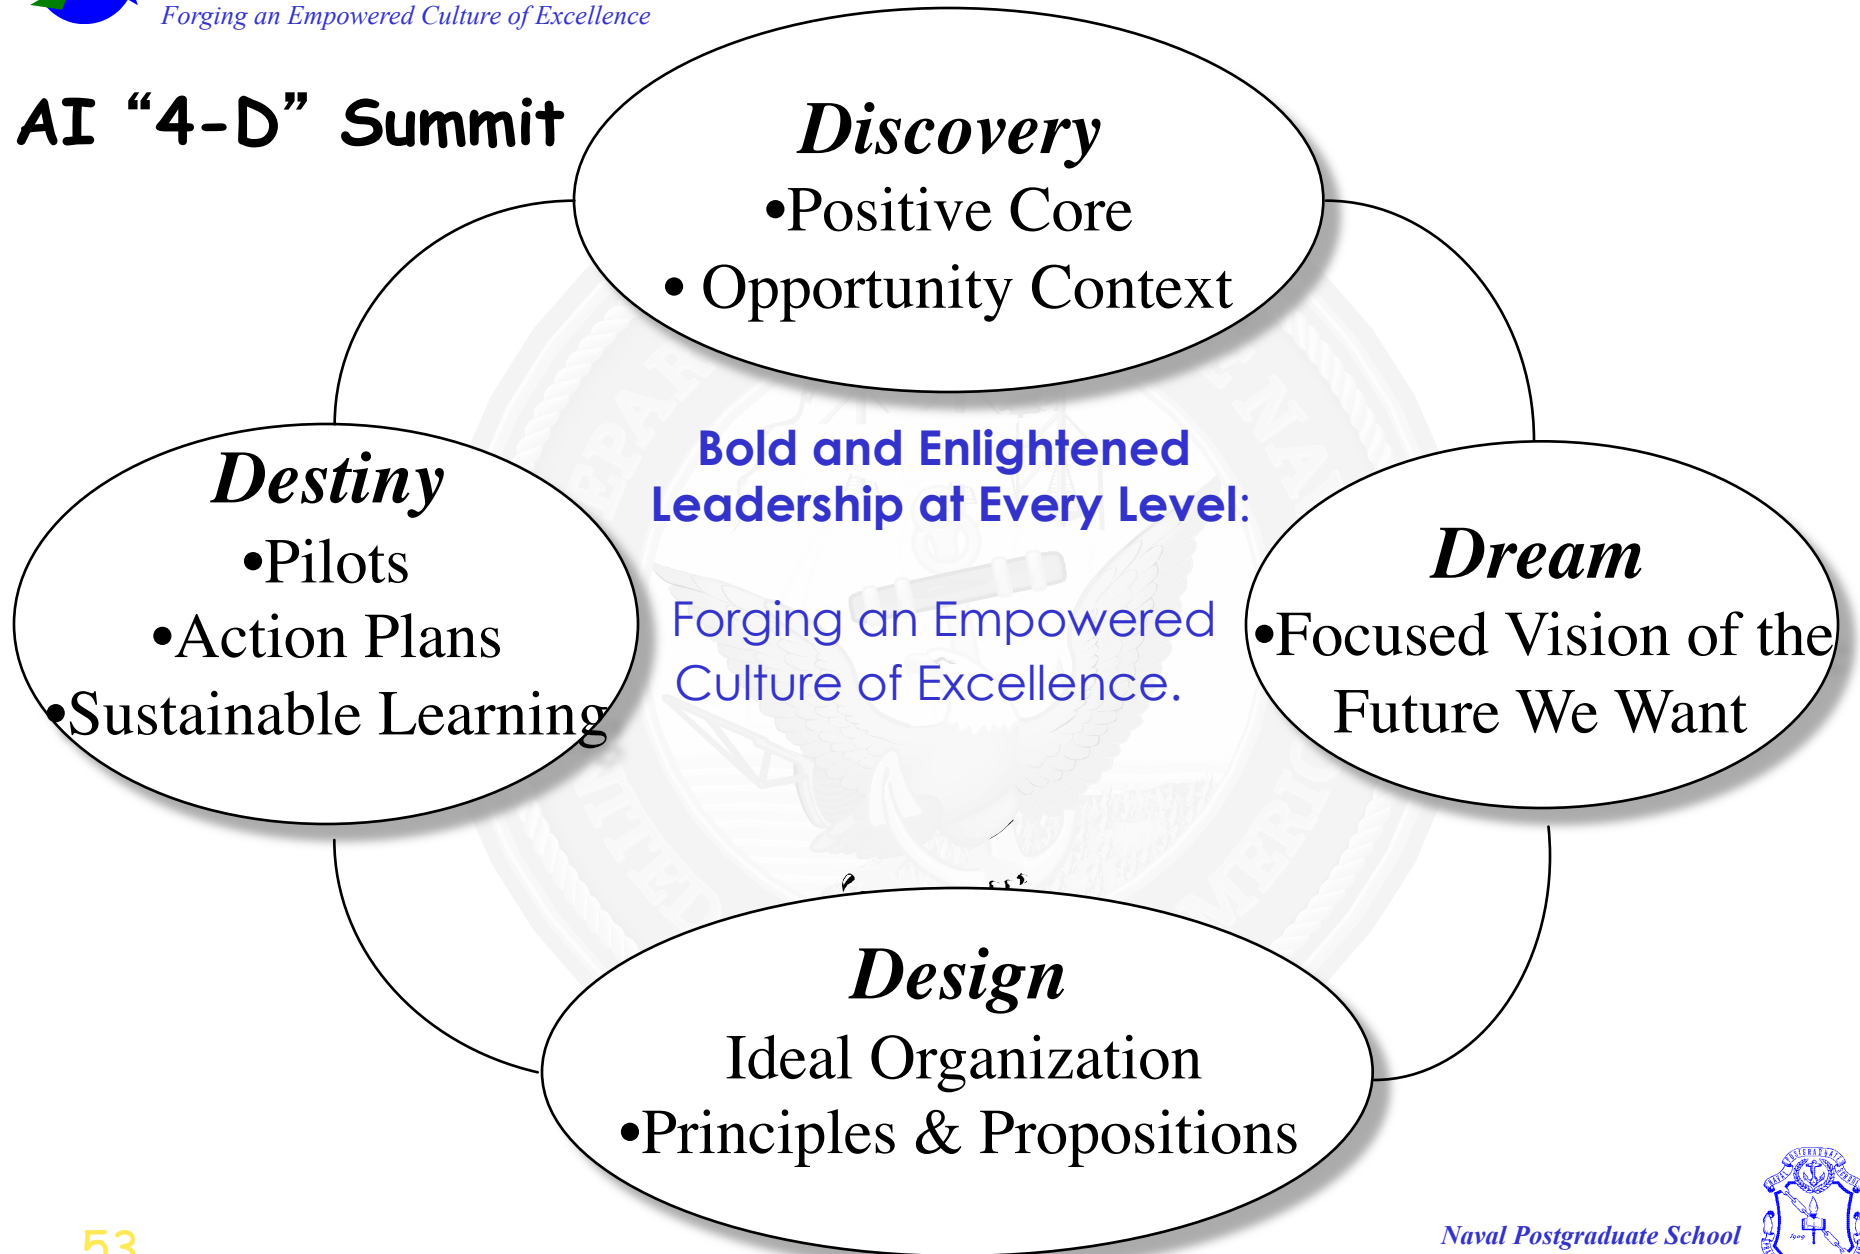 Forging an Empowered Culture of Excellence
AI “4-D” Summit
Discovery
•Positive Core
• Opportunity Context
Bold and Enlightened
Leadership at Every Level:
Forging an Empowered
Culture of Excellence.
Destiny
•Pilots
•Action Plans
•Sustainable Learning
Dream
•Focused Vision of the
Future We Want
Design
Ideal Organization
•Principles & Propositions
53
Naval Postgraduate School